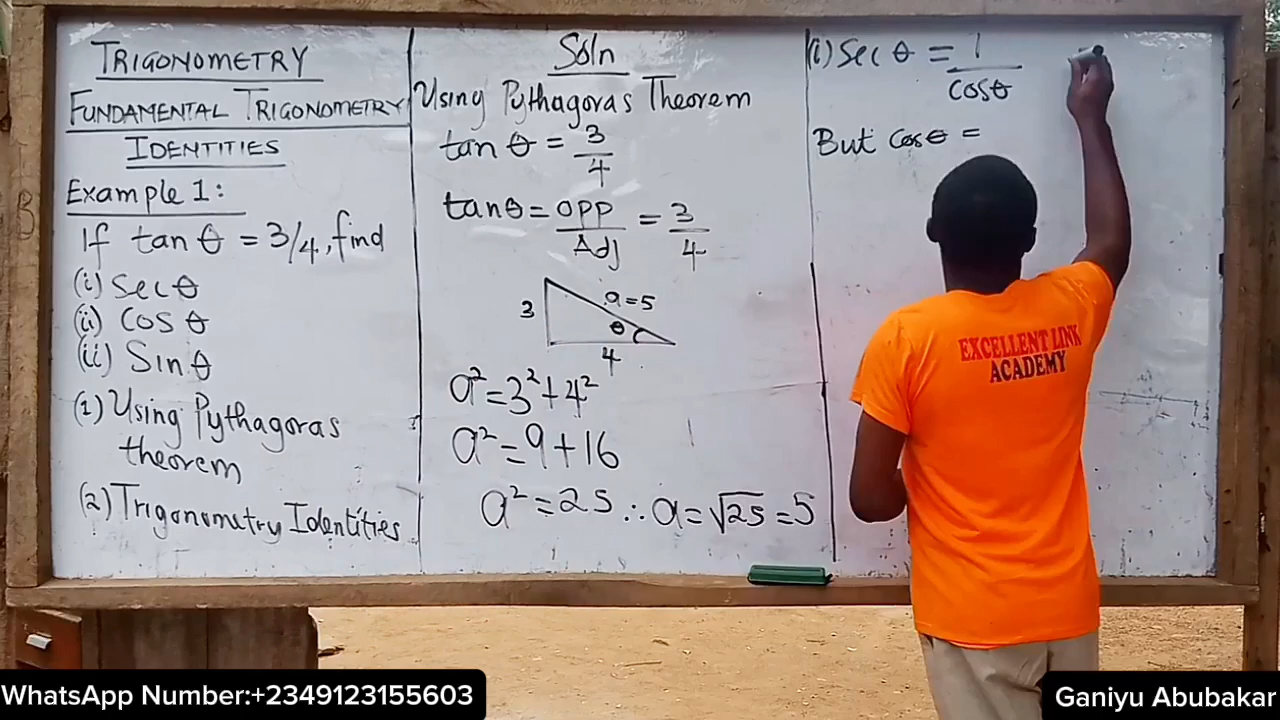 TRIGONOMETRY
FUNDAMENTAL TRIGONOMETRY
IDENTITIES
Example 1:
If tan θ = 3/4, find
(i) Sec θ
(ii) Cos θ
(iii) Sin θ
(1) Using Pythagoras
theorem
(2) Trigonometry Identities
Soln
Using Pythagoras Theorem
tan θ = 3/4
tanθ = opp/Adj = 3/4
3
a=5
θ
4
a² = 3² + 4²
a² = 9 + 16
a² = 25 ∴ a = √25 = 5
(i) Sec θ = 1/cosθ
But Cosθ =
EXCELLENT LINK
ACADEMY
WhatsApp Number:+2349123155603
Ganiyu Abubakar